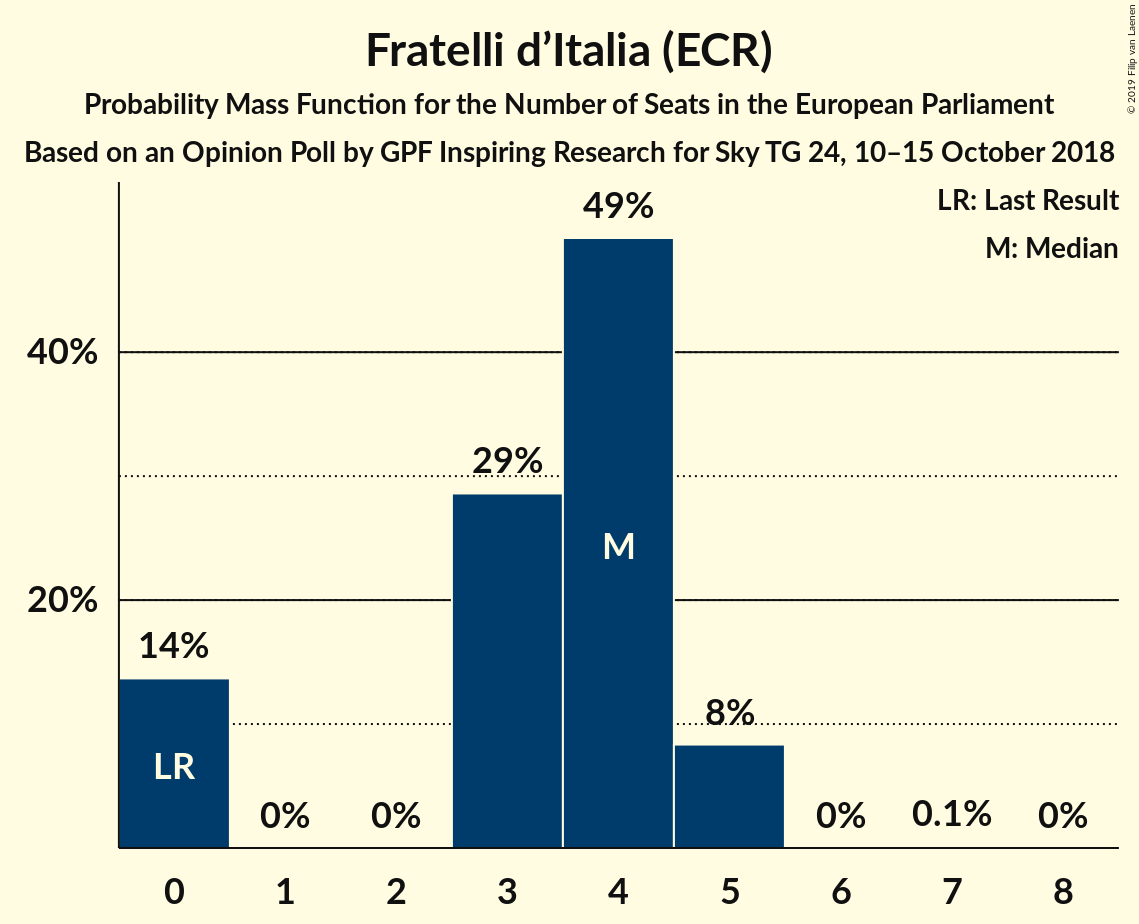 Fratelli d’Italia (ECR)
Probability Mass Function for the Number of Seats in the European Parliament
Based on an Opinion Poll by GPF Inspiring Research for Sky TG 24, 10–15 October 2018
© 2019 Filip van Laenen
LR: Last Result
M: Median
49%
40%
29%
M
20%
14%
8%
LR
0%
0%
0%
0.1%
0%
0 1 2 3 4 5 6 7 8